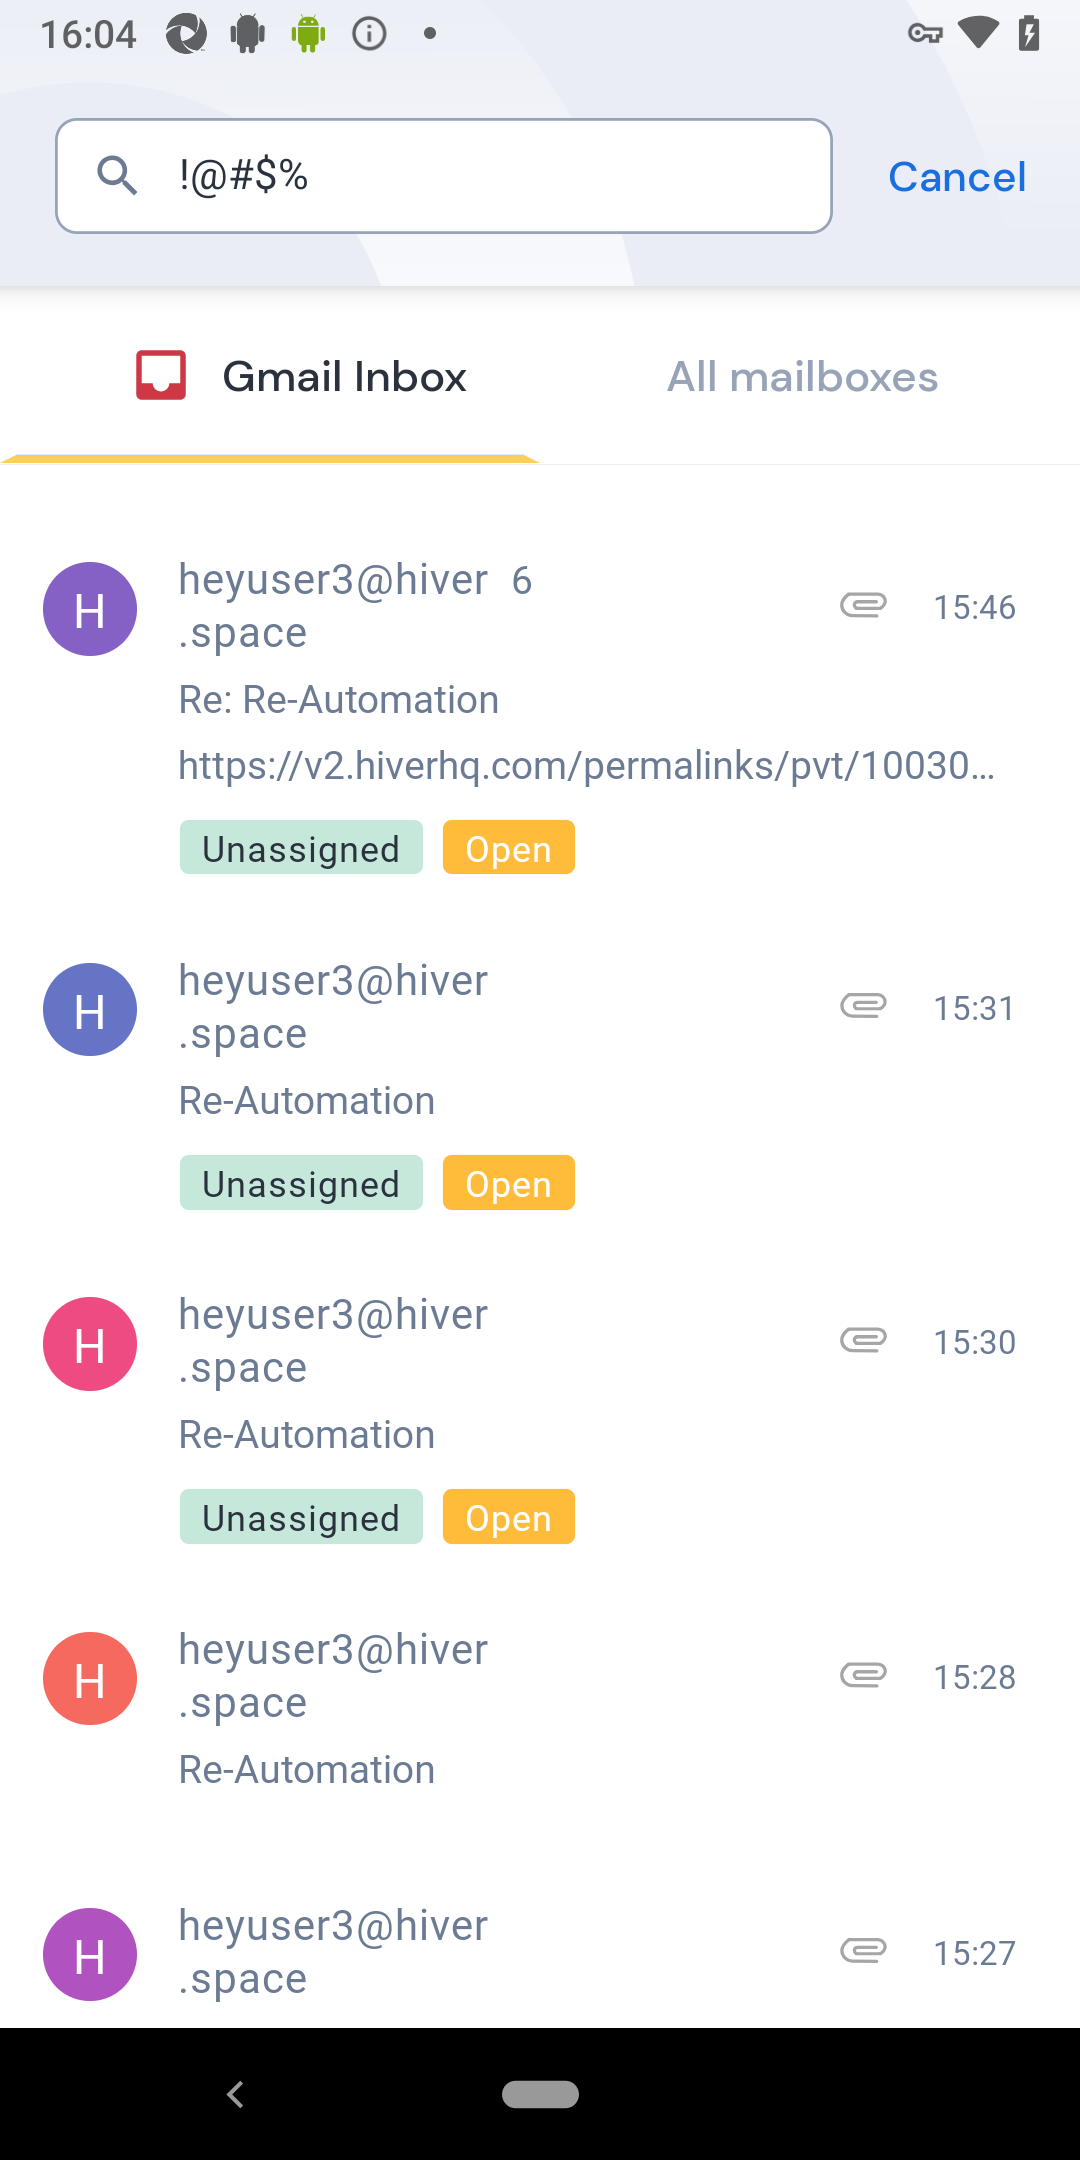 16:04
!@#$%
Cancel
Gmail Inbox
All mailboxes
H
heyuser3@hiver 6
.space
15:46
Re: Re-Automation
https://v2.hiverhq.com/permalinks/pvt/10030...
Unassigned Open
H
heyuser3@hiver
.space
15:31
Re-Automation
Unassigned Open
H
heyuser3@hiver
.space
15:30
Re-Automation
Unassigned Open
H
heyuser3@hiver
.space
15:28
Re-Automation
H
heyuser3@hiver
.space
15:27